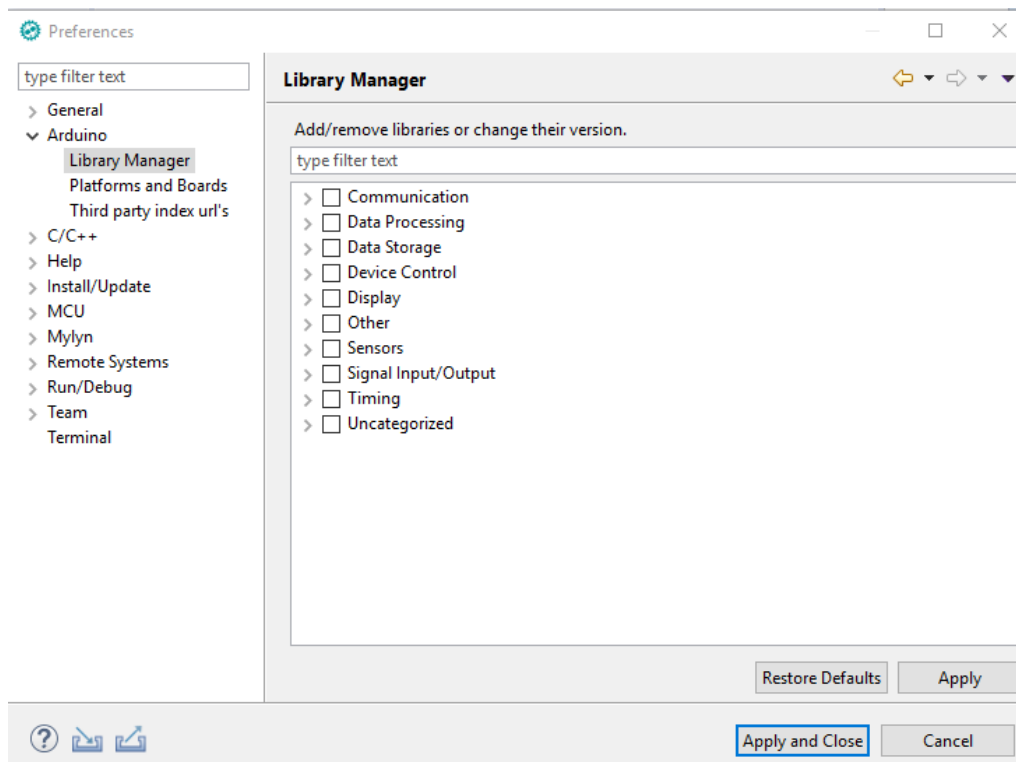 Preferences
type filter text
General
Arduino
Library Manager
Platforms and Boards
Third party index url's
C/C++
Help
Install/Update
MCU
Mylyn
Remote Systems
Run/Debug
Team
Terminal
Library Manager
Add/remove libraries or change their version.
type filter text
Communication
Data Processing
Data Storage
Device Control
Display
Other
Sensors
Signal Input/Output
Timing
Uncategorized
Restore Defaults
Apply
?
Apply and Close
Cancel